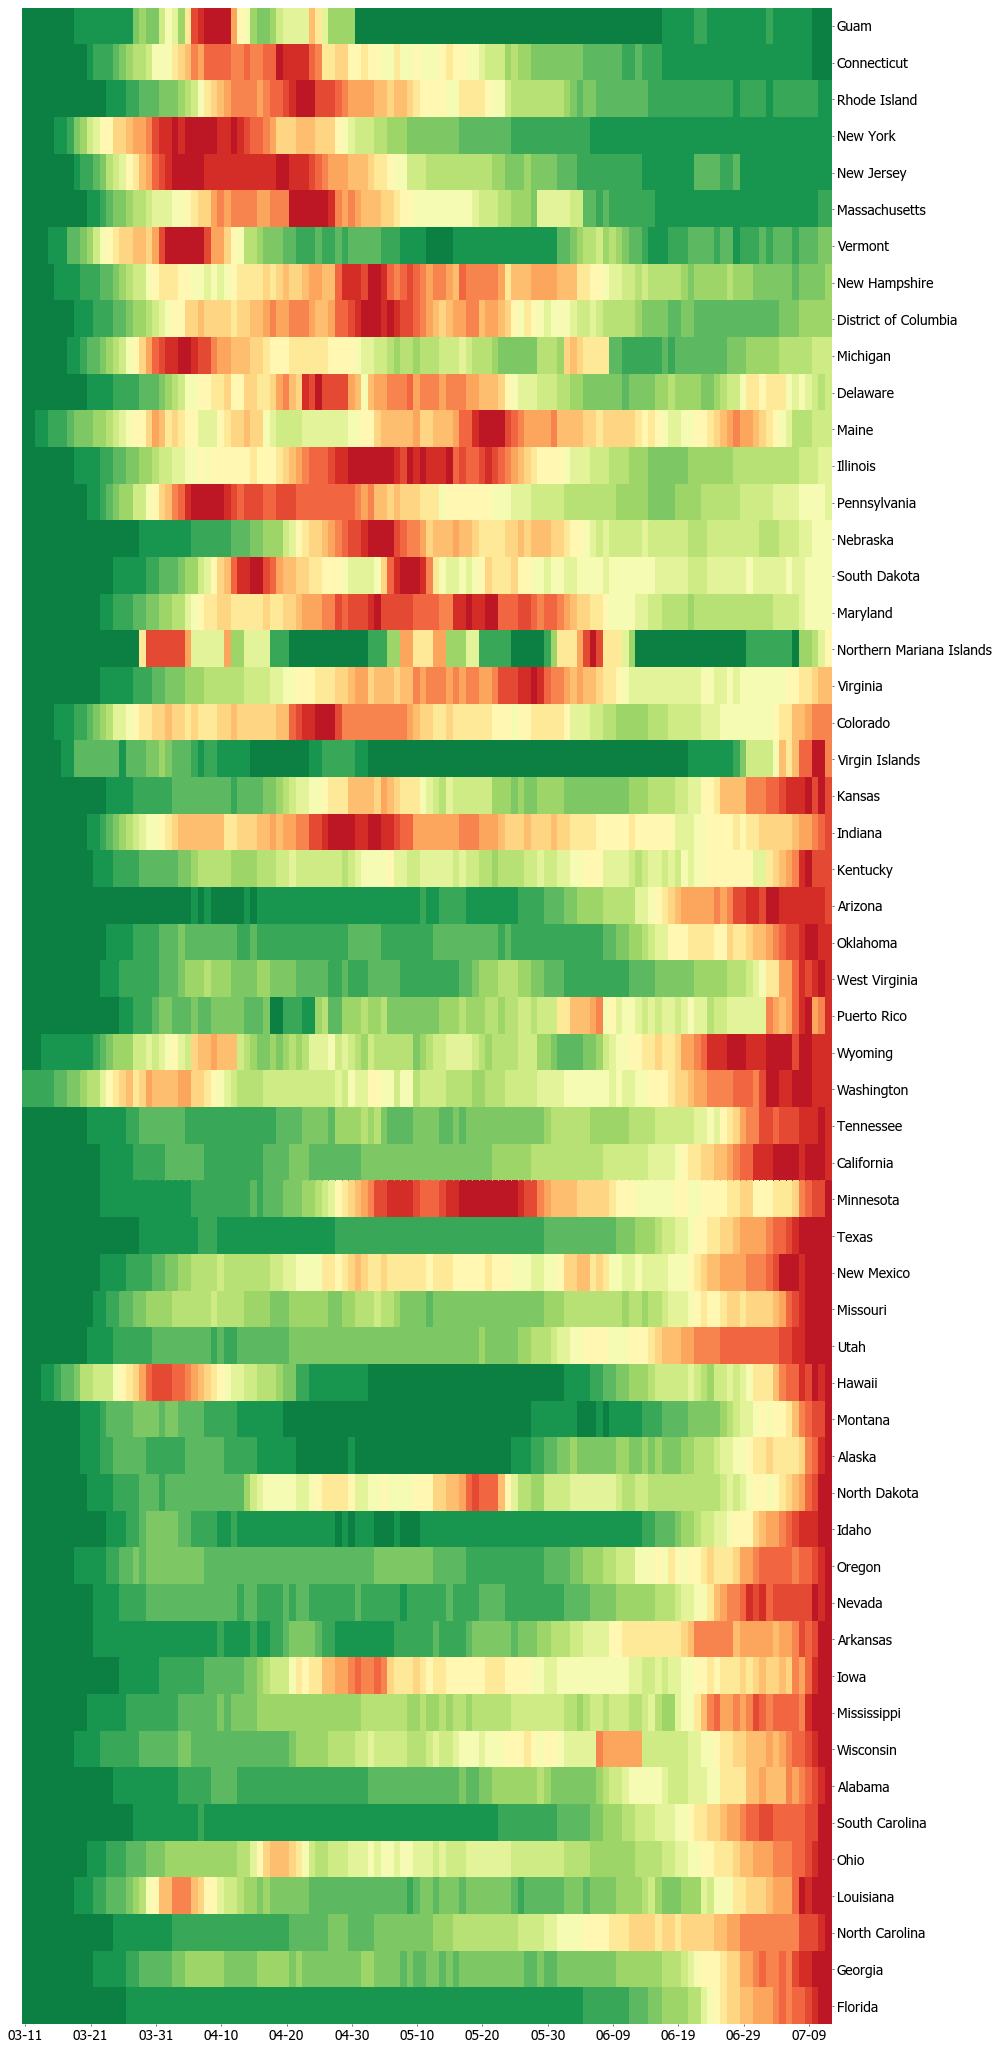 Guam
Connecticut
Rhode Island
New York
New Jersey
Massachusetts
Vermont
New Hampshire
District of Columbia
Michigan
Delaware
Maine
Illinois
Pennsylvania
Nebraska
South Dakota
Maryland
Northern Mariana Islands
Virginia
Colorado
Virgin Islands
Kansas
Indiana
Kentucky
Arizona
Oklahoma
West Virginia
Puerto Rico
Wyoming
Washington
Tennessee
California
Minnesota
Texas
New Mexico
Missouri
Utah
Hawaii
Montana
Alaska
North Dakota
Idaho
Oregon
Nevada
Arkansas
Iowa
Mississippi
Wisconsin
Alabama
South Carolina
Ohio
Louisiana
North Carolina
Georgia
Florida
03-11 03-21 03-31 04-10 04-20 04-30 05-10 05-20 05-30 06-09 06-19 06-29 07-09